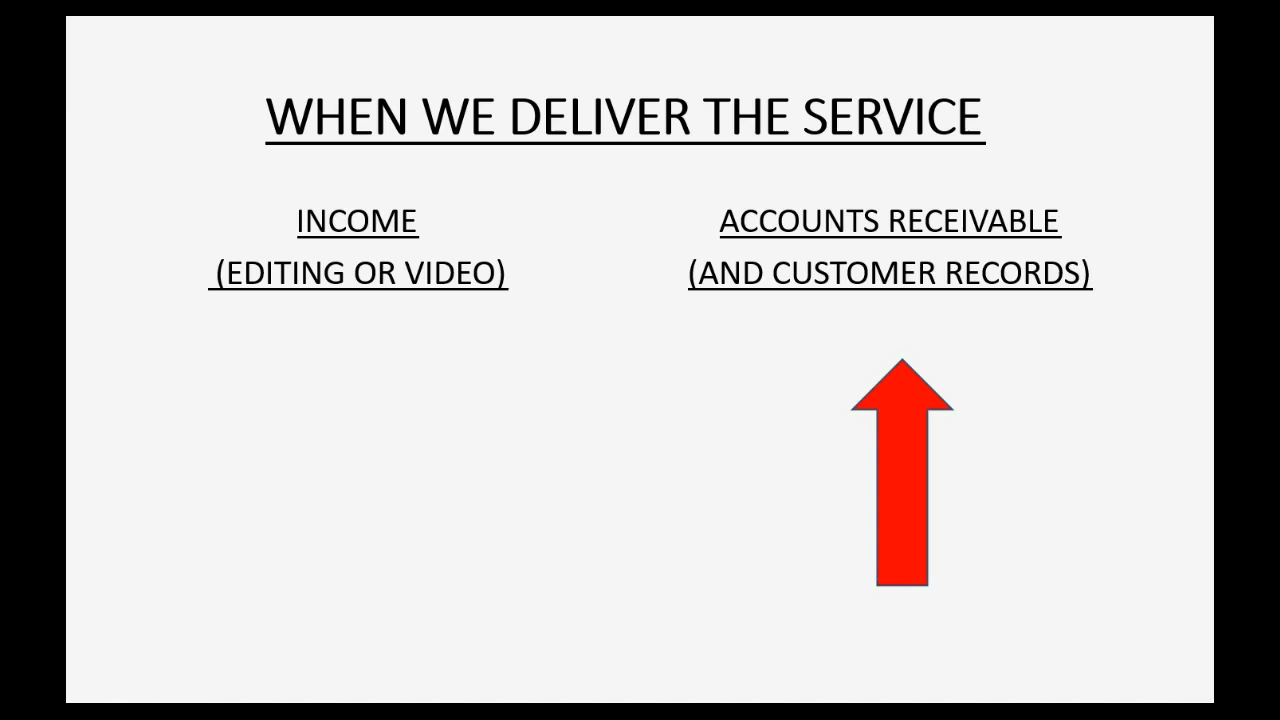 WHEN WE DELIVER THE SERVICE
INCOME
(EDITING OR VIDEO)
ACCOUNTS RECEIVABLE
(AND CUSTOMER RECORDS)